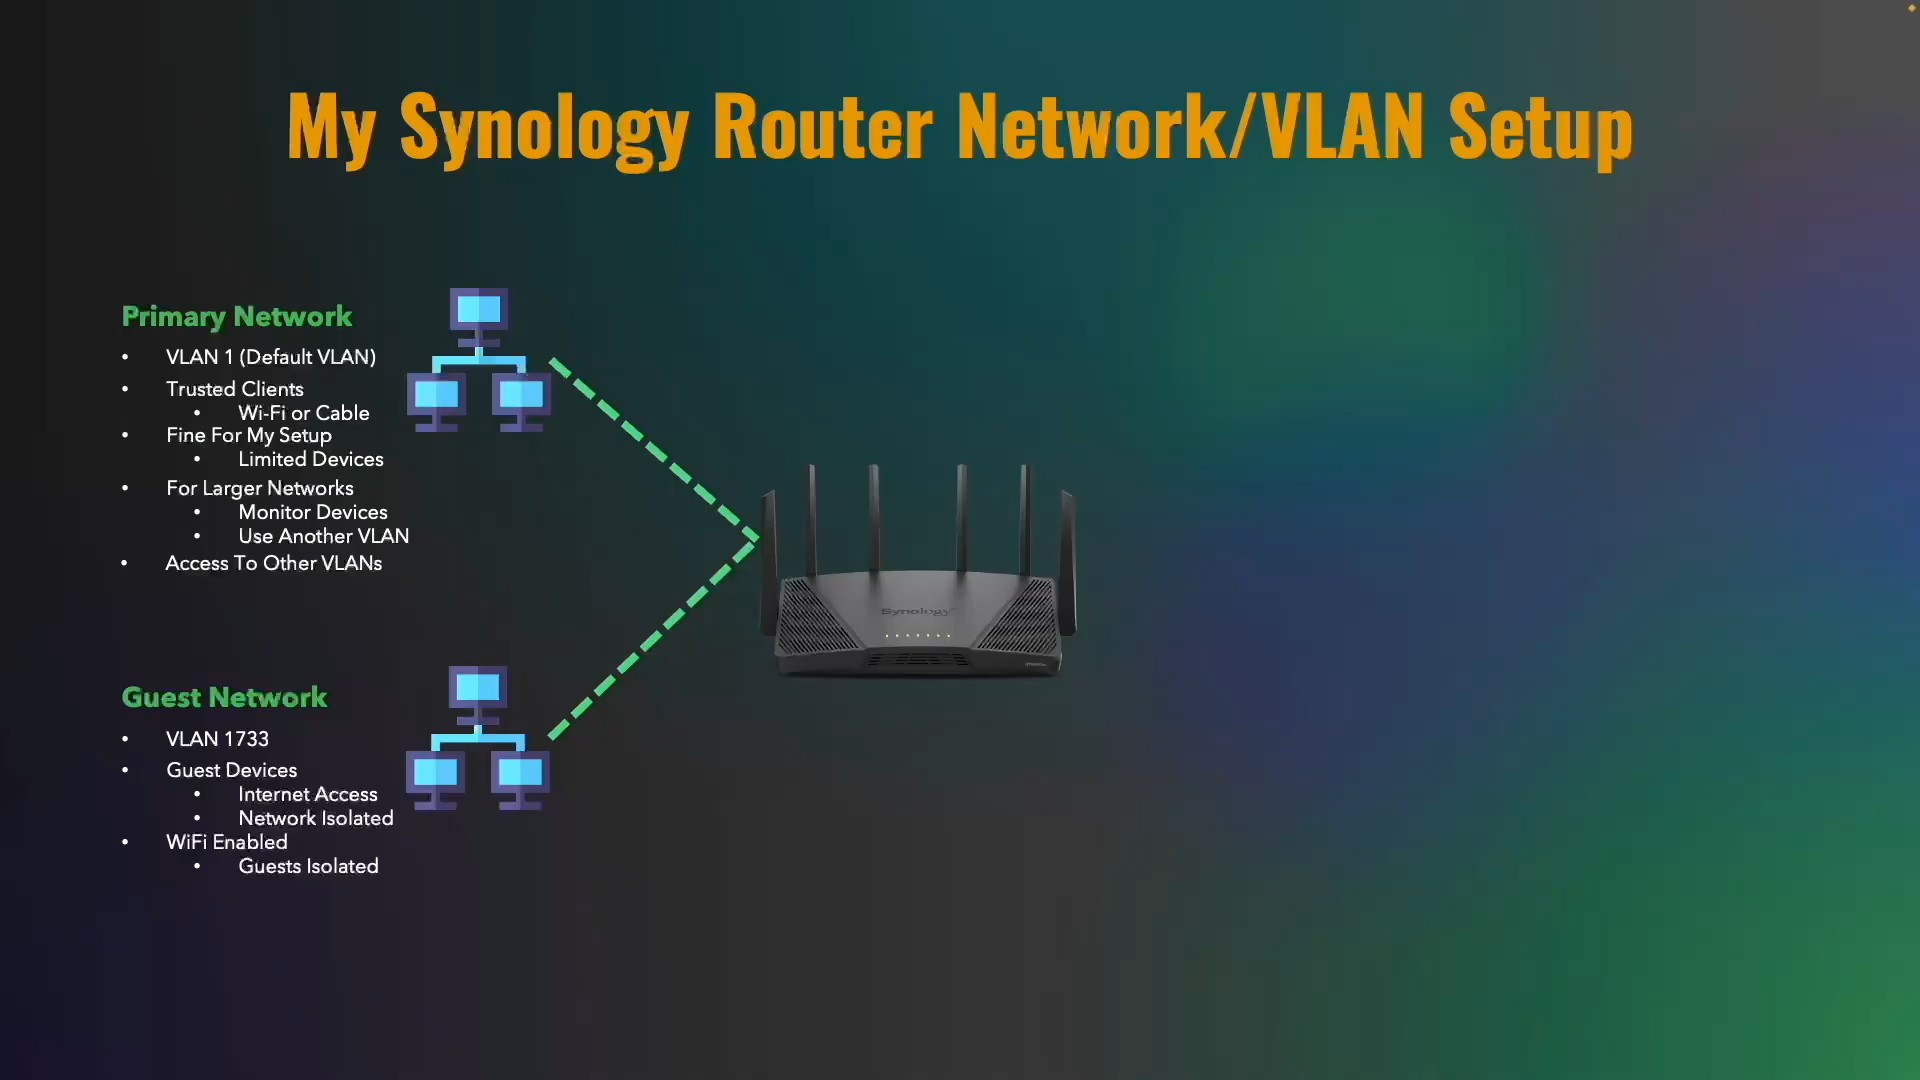 My Synology Router Network/VLAN Setup
Primary Network
• VLAN 1 (Default VLAN)
• Trusted Clients
• Wi-Fi or Cable
• Fine For My Setup
• Limited Devices
• For Larger Networks
• Monitor Devices
• Use Another VLAN
• Access To Other VLANs
Synology
Guest Network
• VLAN 1733
• Guest Devices
• Internet Access
• Network Isolated
• WiFi Enabled
• Guests Isolated